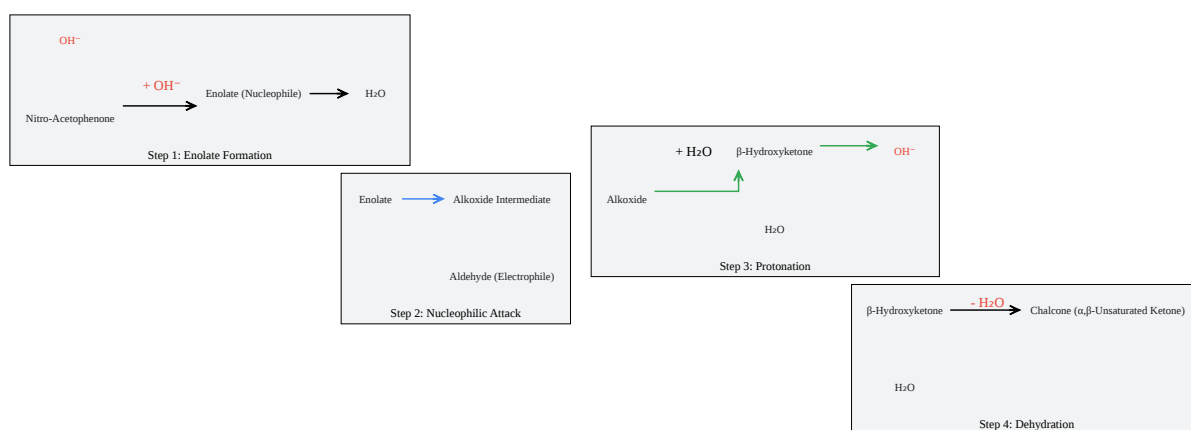 OH⁻
+ OH⁻
Enolate (Nucleophile)
H₂O
Nitro-Acetophenone
Step 1: Enolate Formation
Enolate
Alkoxide Intermediate
Aldehyde (Electrophile)
Step 2: Nucleophilic Attack
+ H₂O
β-Hydroxyketone
OH⁻
Alkoxide
H₂O
Step 3: Protonation
- H₂O
β-Hydroxyketone
Chalcone (α,β-Unsaturated Ketone)
H₂O
Step 4: Dehydration